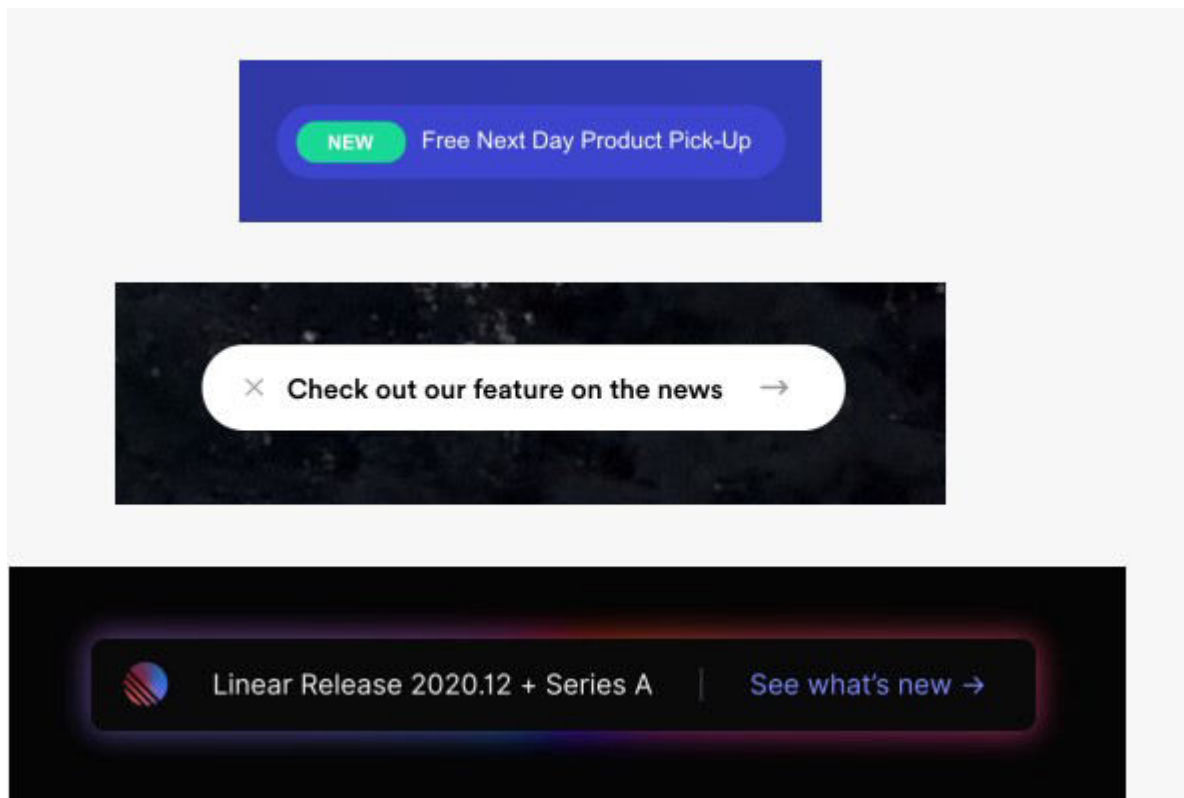 NEW Free Next Day Product Pick-Up
× Check out our feature on the news →
Linear Release 2020.12 + Series A | See what’s new →